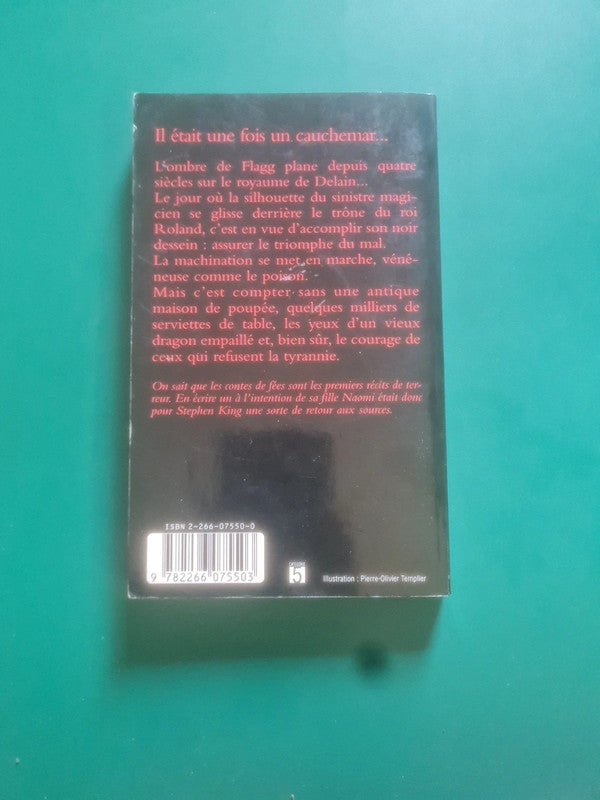 Il était une fois un cauchemar...
L'ombre de Flagg plane depuis quatre
siècles sur le royaume de Delain...
Le jour où la silhouette du sinistre magi-
cien se glisse derrière le trône du roi
Roland, c'est en vue d'accomplir son noir
dessein : assurer le triomphe du mal.
La machination se met en marche, véné-
neuse comme le poison.
Mais c'est compter sans une antique
maison de poupée, quelques milliers de
serviettes de table, les yeux d'un vieux
dragon empaillé et, bien sûr, le courage de
ceux qui refusent la tyrannie.
On sait que les contes de fées sont les premiers récits de ter-
reur. En écrire un à l'intention de sa fille Naomi était donc
pour Stephen King une sorte de retour aux sources.
ISBN 2-266-07550-0
9 782266 075503
CATÉGORIE
5
Illustration : Pierre-Olivier Templier